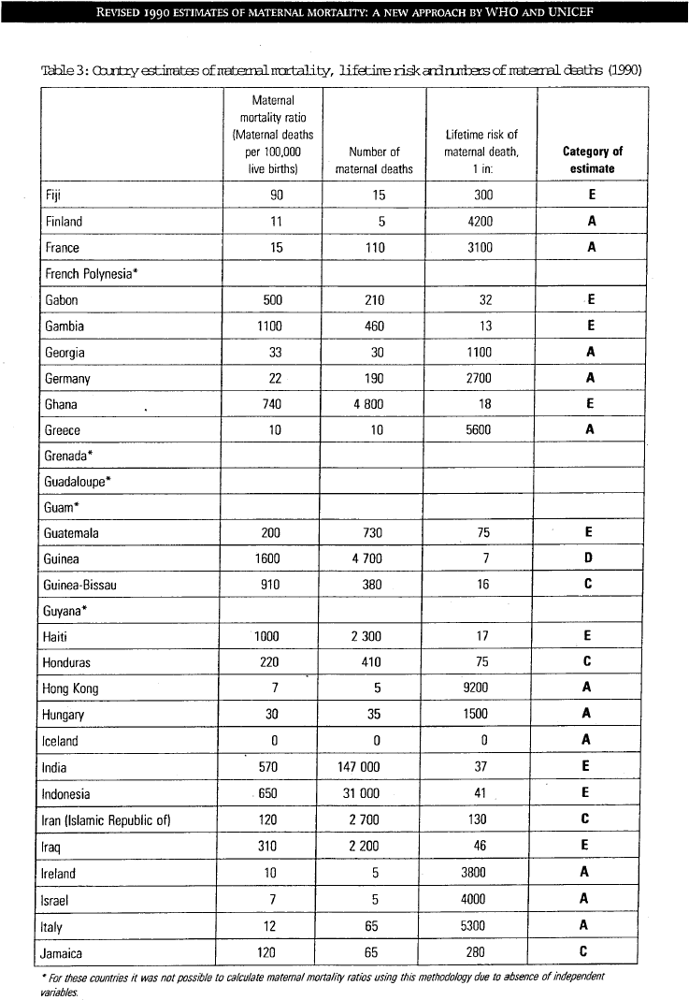 REVISED 1990 ESTIMATES OF MATERNAL MORTALITY: A NEW APPROACH BY WHO AND UNICEF
Table 3: Country estimates of maternal mortality, lifetime risk and numbers of maternal deaths (1990)
Maternal
mortality ratio
(Maternal deaths
per 100,000
live births)
Number of
maternal deaths
Lifetime risk of
maternal death,
1 in:
Category of
estimate
Fiji 90 15 300 E
Finland 11 5 4200 A
France 15 110 3100 A
French Polynesia*
Gabon 500 210 32 E
Gambia 1100 460 13 E
Georgia 33 30 1100 A
Germany 22 190 2700 A
Ghana 740 4 800 18 E
Greece 10 10 5600 A
Grenada*
Guadaloupe*
Guam*
Guatemala 200 730 75 E
Guinea 1600 4 700 7 D
Guinea-Bissau 910 380 16 C
Guyana*
Haiti 1000 2 300 17 E
Honduras 220 410 75 C
Hong Kong 7 5 9200 A
Hungary 30 35 1500 A
Iceland 0 0 0 A
India 570 147 000 37 E
Indonesia 650 31 000 41 E
Iran (Islamic Republic of) 120 2 700 130 C
Iraq 310 2 200 46 E
Ireland 10 5 3800 A
Israel 7 5 4000 A
Italy 12 65 5300 A
Jamaica 120 65 280 C
* For these countries it was not possible to calculate maternal mortality ratios using this methodology due to absence of independent
variables.